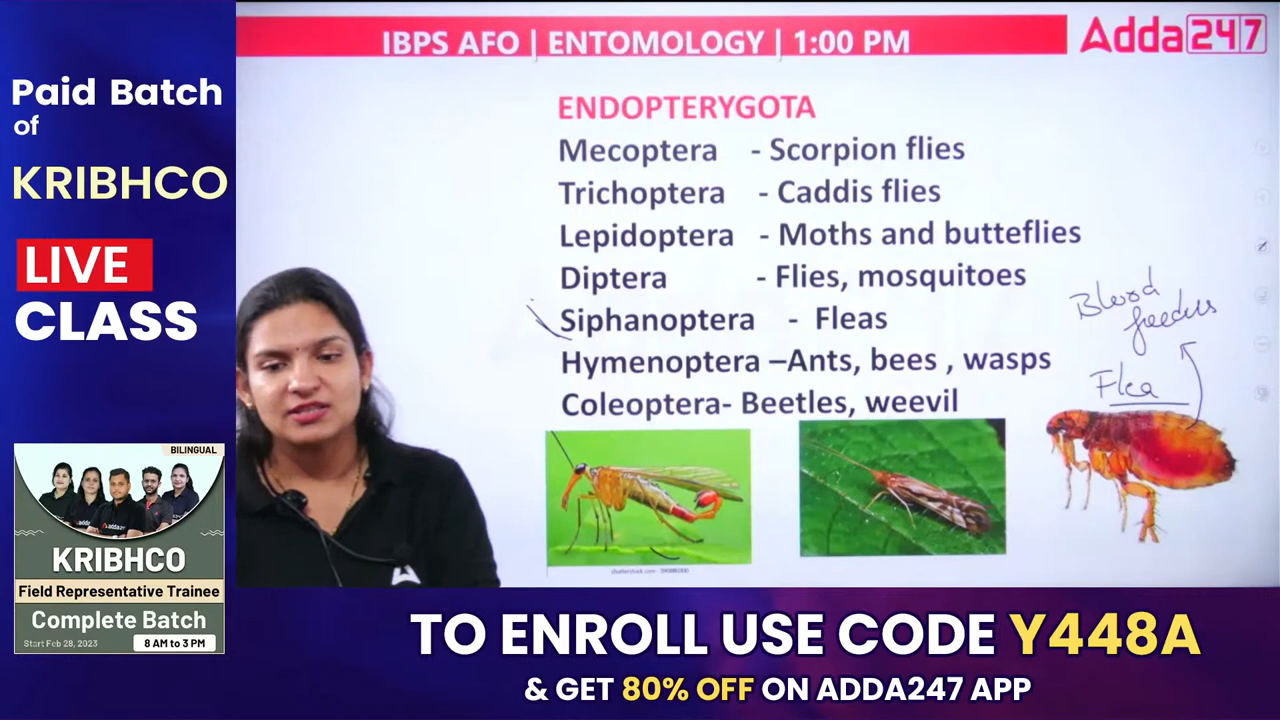 Paid Batch
of
KRIBHCO
LIVE
CLASS
BILINGUAL
adda247
KRIBHCO
Field Representative Trainee
Complete Batch
Start Feb 28, 2023
8 AM to 3 PM
IBPS AFO | ENTOMOLOGY | 1:00 PM
Adda247
ENDOPTERYGOTA
Mecoptera - Scorpion flies
Trichoptera - Caddis flies
Lepidoptera - Moths and butteflies
Diptera - Flies, mosquitoes
Siphanoptera - Fleas
Hymenoptera –Ants, bees , wasps
Coleoptera- Beetles, weevil
Blood
feeders
Flea
TO ENROLL USE CODE Y448A
& GET 80% OFF ON ADDA247 APP